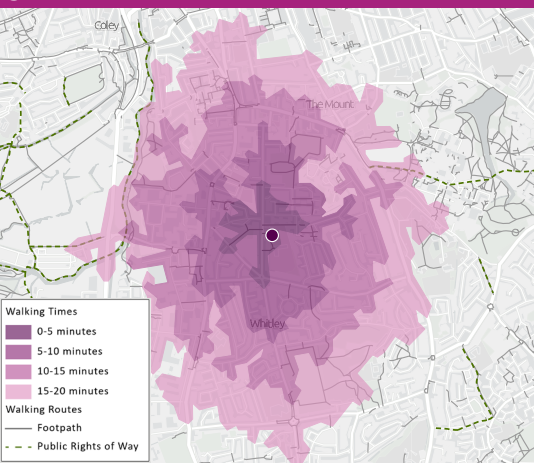 Coley
The Mount
Whitley
Walking Times
0-5 minutes
5-10 minutes
10-15 minutes
15-20 minutes
Walking Routes
Footpath
Public Rights of Way